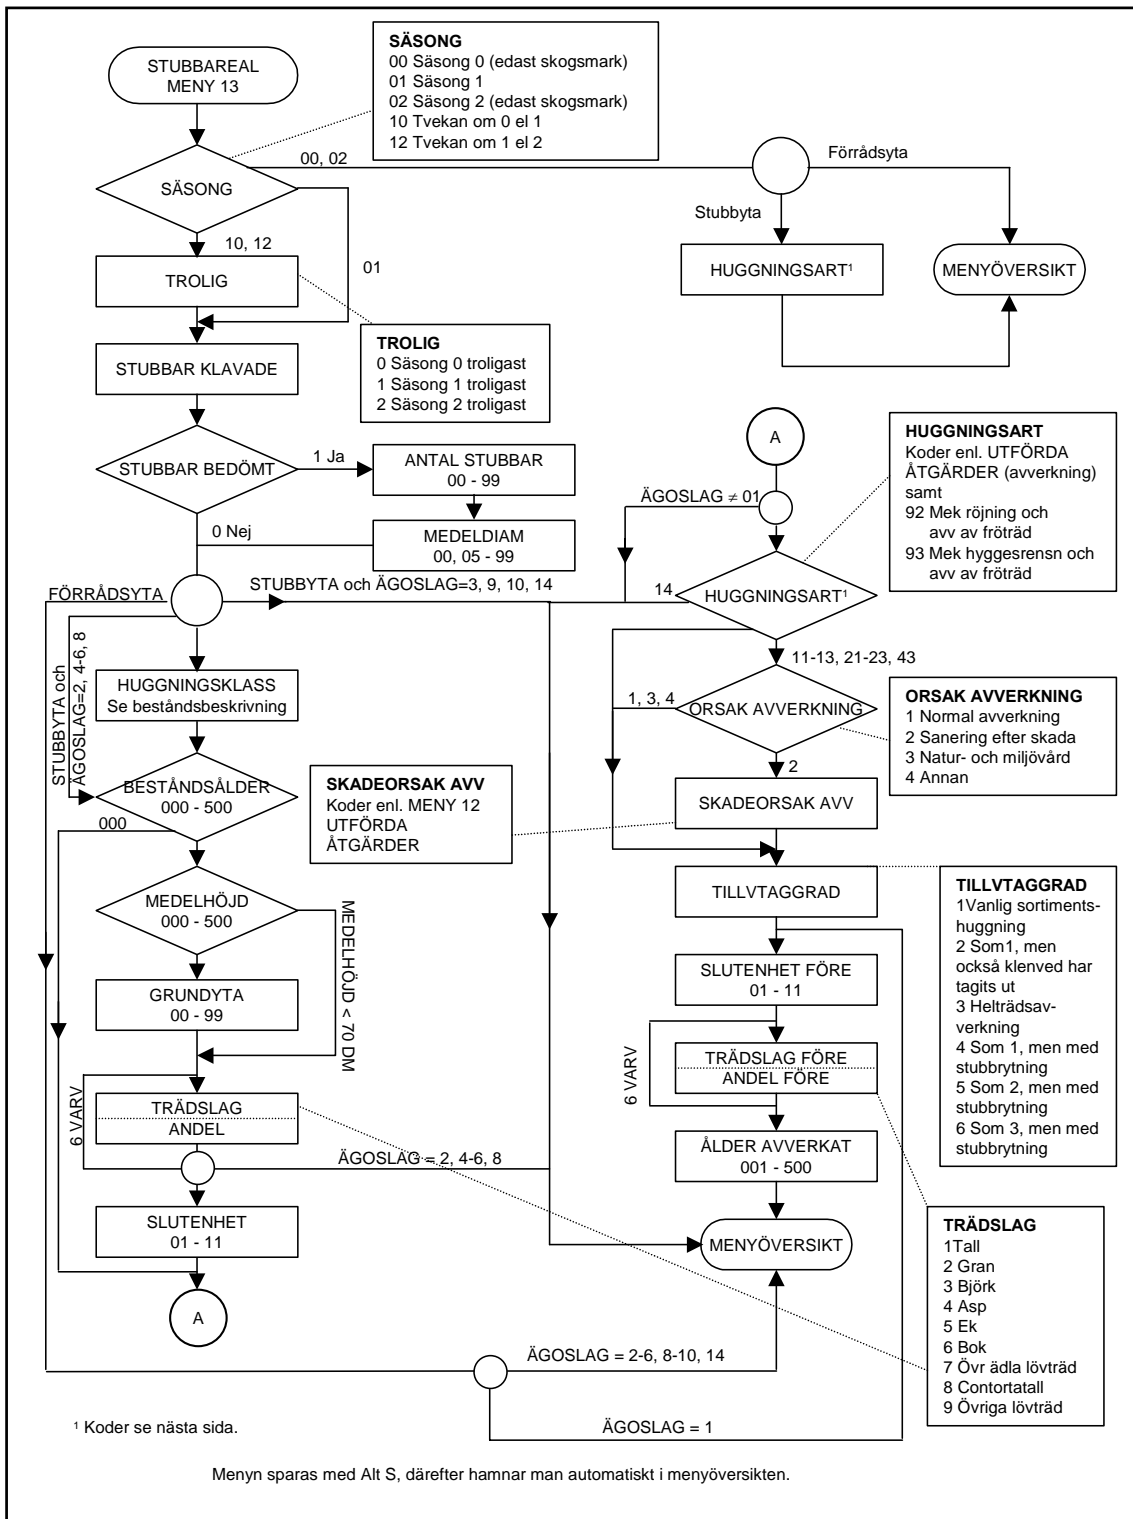 STUBBAREAL
MENY 13
SÄSONG
00 Säsong 0 (edast skogsmark)
01 Säsong 1
02 Säsong 2 (edast skogsmark)
10 Tvekan om 0 el 1
12 Tvekan om 1 el 2
00, 02
Förrådsyta
SÄSONG
Stubbyta
10, 12
01
HUGGNINGSART¹
MENYÖVERSIKT
TROLIG
TROLIG
0 Säsong 0 troligast
1 Säsong 1 troligast
2 Säsong 2 troligast
STUBBAR KLAVADE
STUBBAR BEDÖMT
1 Ja
ANTAL STUBBAR
00 - 99
0 Nej
MEDELDIAM
00, 05 - 99
A
HUGGNINGSART
Koder enl. UTFÖRDA
ÅTGÄRDER (avverkning)
samt
92 Mek röjning och
avv av fröträd
93 Mek hyggesrensn och
avv av fröträd
ÄGOSLAG ≠ 01
FÖRRÅDSYTA
STUBBYTA och ÄGOSLAG=3, 9, 10, 14
14
HUGGNINGSART¹
STUBBYTA och
ÄGOSLAG=2, 4-6, 8
HUGGNINGSKLASS
Se beståndsbeskrivning
11-13, 21-23, 43
1, 3, 4
ORSAK AVVERKNING
ORSAK AVVERKNING
1 Normal avverkning
2 Sanering efter skada
3 Natur- och miljövård
4 Annan
2
BESTÅNDSÅLDER
000 - 500
000
SKADEORSAK AVV
Koder enl. MENY 12
UTFÖRDA
ÅTGÄRDER
SKADEORSAK AVV
MEDELHÖJD
000 - 500
MEDELHÖJD < 70 DM
TILLVTAGGRAD
TILLVTAGGRAD
1Vanlig sortiments-
huggning
2 Som1, men
också klenved har
tagits ut
3 Helträdsav-
verkning
4 Som 1, men med
stubbrytning
5 Som 2, men med
stubbrytning
6 Som 3, men med
stubbrytning
GRUNDYTA
00 - 99
SLUTENHET FÖRE
01 - 11
6 VARV
TRÄDSLAG
ANDEL
6 VARV
TRÄDSLAG FÖRE
ANDEL FÖRE
ÄGOSLAG = 2, 4-6, 8
ÅLDER AVVERKAT
001 - 500
SLUTENHET
01 - 11
MENYÖVERSIKT
A
TRÄDSLAG
1Tall
2 Gran
3 Björk
4 Asp
5 Ek
6 Bok
7 Övr ädla lövträd
8 Contortatall
9 Övriga lövträd
ÄGOSLAG = 2-6, 8-10, 14
ÄGOSLAG = 1
¹ Koder se nästa sida.
Menyn sparas med Alt S, därefter hamnar man automatiskt i menyöversikten.